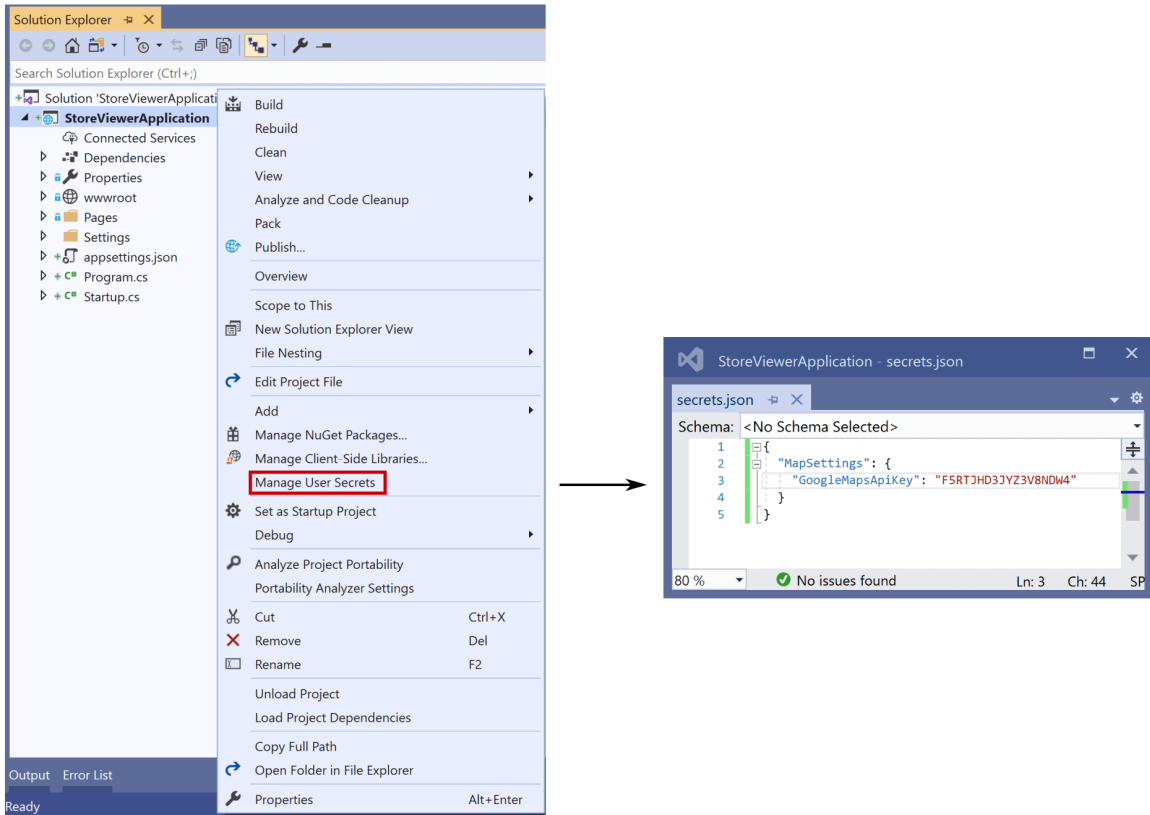 Solution Explorer
Search Solution Explorer (Ctrl+;)
Solution 'StoreViewerApplicati
StoreViewerApplication
Connected Services
Dependencies
Properties
wwwroot
Pages
Settings
appsettings.json
C# Program.cs
C# Startup.cs
Output Error List
Ready
Build
Rebuild
Clean
View
Analyze and Code Cleanup
Pack
Publish...
Overview
Scope to This
New Solution Explorer View
File Nesting
Edit Project File
Add
Manage NuGet Packages...
Manage Client-Side Libraries...
Manage User Secrets
Set as Startup Project
Debug
Analyze Project Portability
Portability Analyzer Settings
Cut Ctrl+X
Remove Del
Rename F2
Unload Project
Load Project Dependencies
Copy Full Path
Open Folder in File Explorer
Properties Alt+Enter
StoreViewerApplication - secrets.json
secrets.json
Schema: <No Schema Selected>
1 {
2 "MapSettings": {
3 "GoogleMapsApiKey": "F5RTJHD3JYZ3V8NDW4"
4 }
5 }
80 % No issues found Ln: 3 Ch: 44 SP